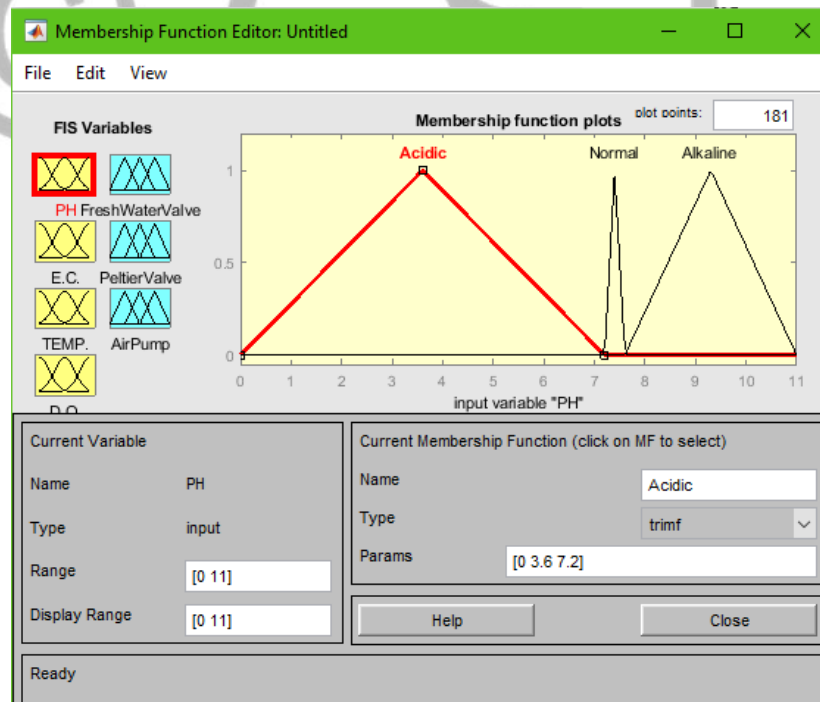 Membership Function Editor: Untitled
File Edit View
FIS Variables
Membership function plots
plot points:
181
PH
FreshWaterValve
E.C.
PeltierValve
TEMP.
AirPump
D.O.
Acidic
Normal
Alkaline
1
0.5
0
0 1 2 3 4 5 6 7 8 9 10 11
input variable "PH"
Current Variable
Name PH
Type input
Range [0 11]
Display Range [0 11]
Current Membership Function (click on MF to select)
Name Acidic
Type trimf
Params [0 3.6 7.2]
Help Close
Ready